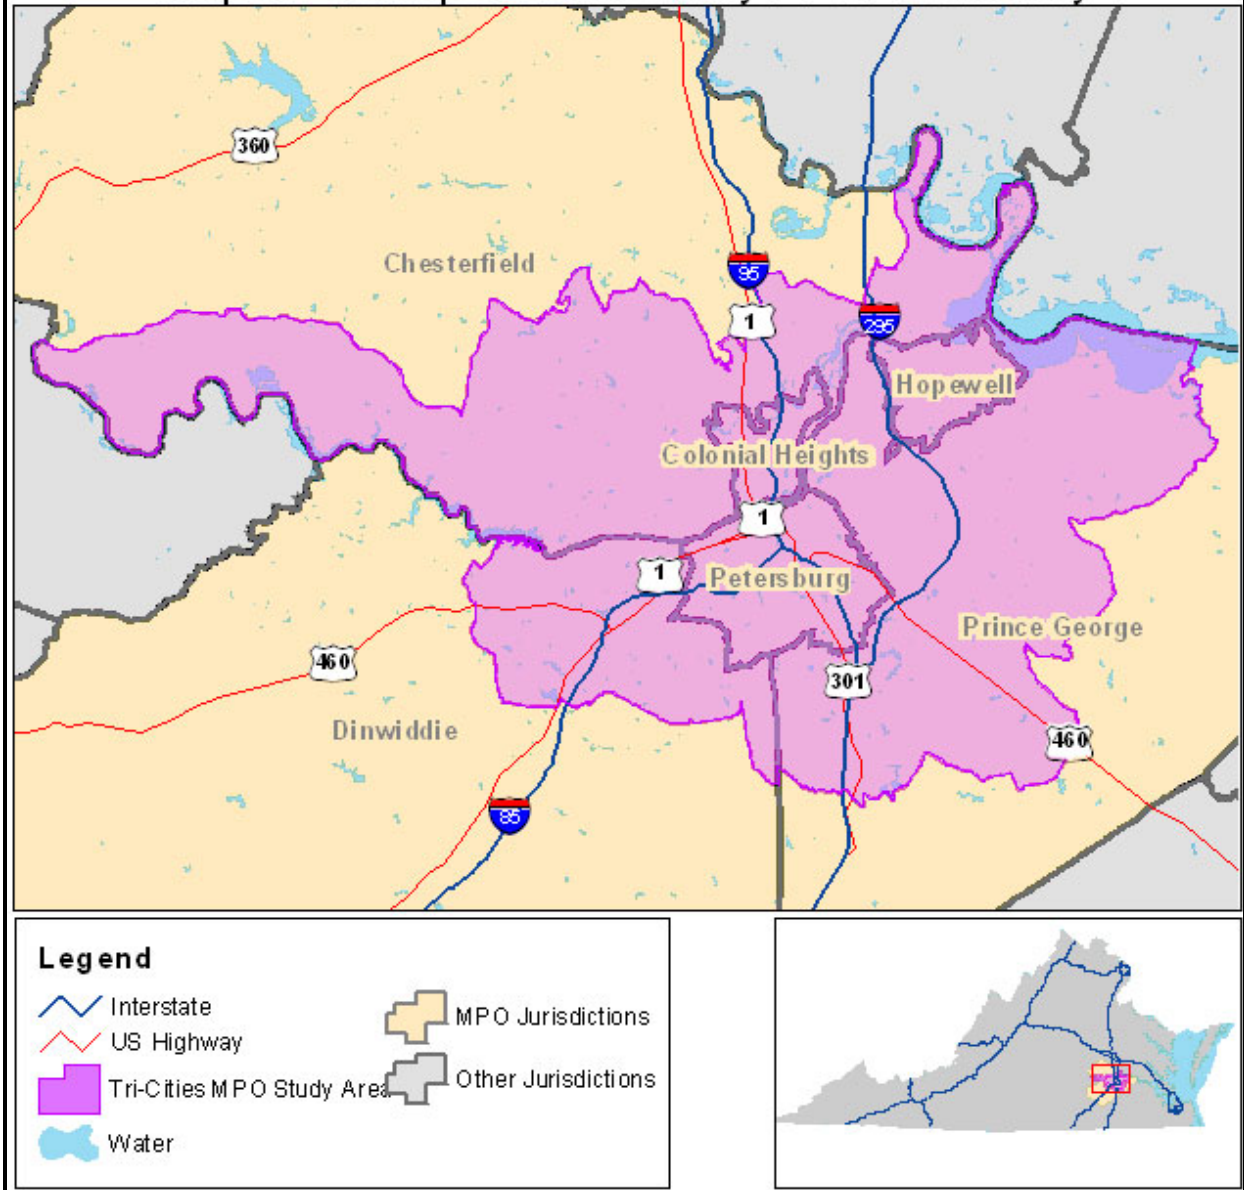 360
Chesterfield
95
1
295
Hopewell
Colonial Heights
1
1
Petersburg
Prince George
460
301
Dinwiddie
460
85
Legend
Interstate
US Highway
Tri-Cities MPO Study Area
Water
MPO Jurisdictions
Other Jurisdictions